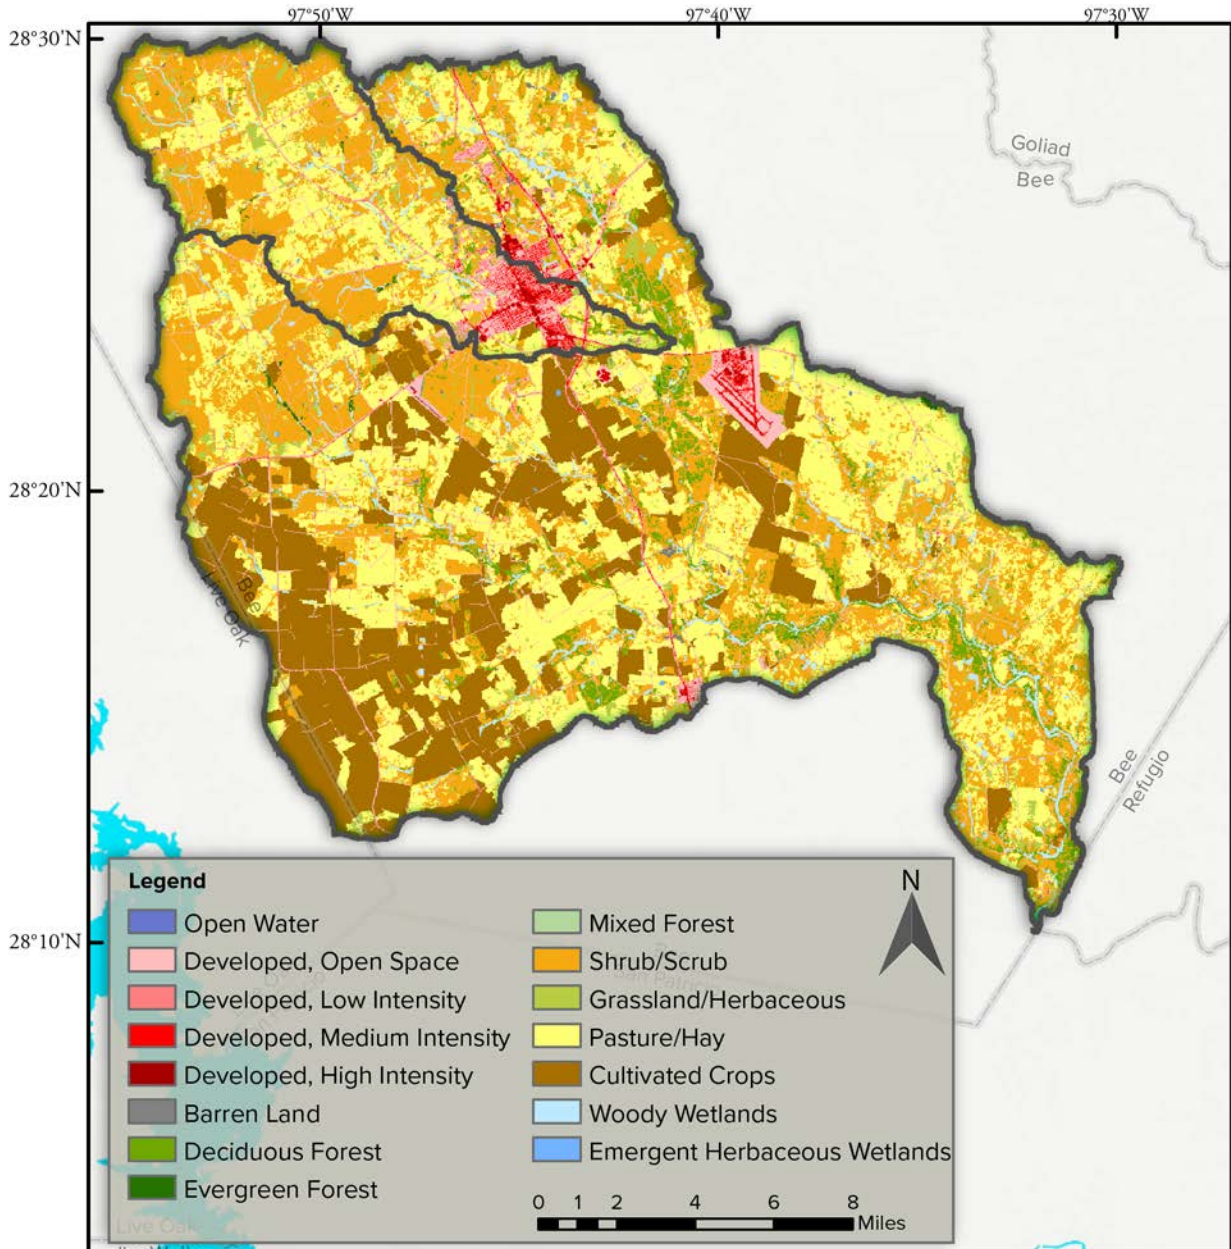 97°50'W
97°40'W
97°30'W
28°30'N
Goliad
Bee
28°20'N
Bee
Live Oak
Bee
Refugio
28°10'N
Legend
N
Open Water
Developed, Open Space
Developed, Low Intensity
Developed, Medium Intensity
Developed, High Intensity
Barren Land
Deciduous Forest
Evergreen Forest
Mixed Forest
Shrub/Scrub
Grassland/Herbaceous
Pasture/Hay
Cultivated Crops
Woody Wetlands
Emergent Herbaceous Wetlands
0 1 2 4 6 8
Miles
San Patricio
Live Oak